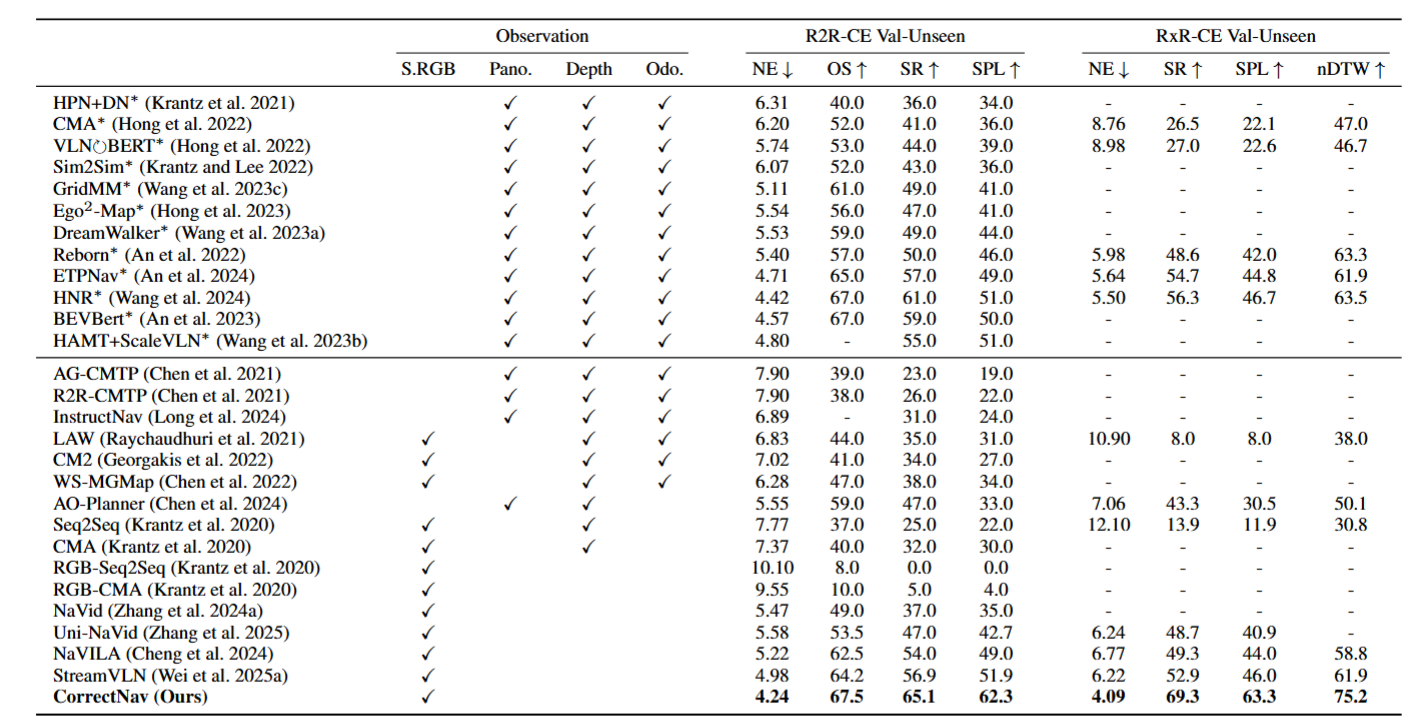 Observation R2R-CE Val-Unseen RxR-CE Val-Unseen
S.RGB Pano. Depth Odo. NE ↓ OS ↑ SR ↑ SPL ↑ NE ↓ SR ↑ SPL ↑ nDTW ↑
HPN+DN* (Krantz et al. 2021) ✓ ✓ ✓ 6.31 40.0 36.0 34.0 - - - -
CMA* (Hong et al. 2022) ✓ ✓ ✓ 6.20 52.0 41.0 36.0 8.76 26.5 22.1 47.0
VLN↻BERT* (Hong et al. 2022) ✓ ✓ ✓ 5.74 53.0 44.0 39.0 8.98 27.0 22.6 46.7
Sim2Sim* (Krantz and Lee 2022) ✓ ✓ ✓ 6.07 52.0 43.0 36.0 - - - -
GridMM* (Wang et al. 2023c) ✓ ✓ ✓ 5.11 61.0 49.0 41.0 - - - -
Ego²-Map* (Hong et al. 2023) ✓ ✓ ✓ 5.54 56.0 47.0 41.0 - - - -
DreamWalker* (Wang et al. 2023a) ✓ ✓ ✓ 5.53 59.0 49.0 44.0 - - - -
Reborn* (An et al. 2022) ✓ ✓ ✓ 5.40 57.0 50.0 46.0 5.98 48.6 42.0 63.3
ETPNav* (An et al. 2024) ✓ ✓ ✓ 4.71 65.0 57.0 49.0 5.64 54.7 44.8 61.9
HNR* (Wang et al. 2024) ✓ ✓ ✓ 4.42 67.0 61.0 51.0 5.50 56.3 46.7 63.5
BEVBert* (An et al. 2023) ✓ ✓ ✓ 4.57 67.0 59.0 50.0 - - - -
HAMT+ScaleVLN* (Wang et al. 2023b) ✓ ✓ ✓ 4.80 - 55.0 51.0 - - - -
AG-CMTP (Chen et al. 2021) ✓ ✓ ✓ 7.90 39.0 23.0 19.0 - - - -
R2R-CMTP (Chen et al. 2021) ✓ ✓ ✓ 7.90 38.0 26.0 22.0 - - - -
InstructNav (Long et al. 2024) ✓ ✓ ✓ 6.89 - 31.0 24.0 - - - -
LAW (Raychaudhuri et al. 2021) ✓ ✓ ✓ 6.83 44.0 35.0 31.0 10.90 8.0 8.0 38.0
CM2 (Georgakis et al. 2022) ✓ ✓ ✓ 7.02 41.0 34.0 27.0 - - - -
WS-MGMap (Chen et al. 2022) ✓ ✓ ✓ 6.28 47.0 38.0 34.0 - - - -
AO-Planner (Chen et al. 2024) ✓ ✓ 5.55 59.0 47.0 33.0 7.06 43.3 30.5 50.1
Seq2Seq (Krantz et al. 2020) ✓ ✓ 7.77 37.0 25.0 22.0 12.10 13.9 11.9 30.8
CMA (Krantz et al. 2020) ✓ ✓ 7.37 40.0 32.0 30.0 - - - -
RGB-Seq2Seq (Krantz et al. 2020) ✓ 10.10 8.0 0.0 0.0 - - - -
RGB-CMA (Krantz et al. 2020) ✓ 9.55 10.0 5.0 4.0 - - - -
NaVid (Zhang et al. 2024a) ✓ 5.47 49.0 37.0 35.0 - - - -
Uni-NaVid (Zhang et al. 2025) ✓ 5.58 53.5 47.0 42.7 6.24 48.7 40.9 -
NaVILA (Cheng et al. 2024) ✓ 5.22 62.5 54.0 49.0 6.77 49.3 44.0 58.8
StreamVLN (Wei et al. 2025a) ✓ 4.98 64.2 56.9 51.9 6.22 52.9 46.0 61.9
CorrectNav (Ours) ✓ 4.24 67.5 65.1 62.3 4.09 69.3 63.3 75.2